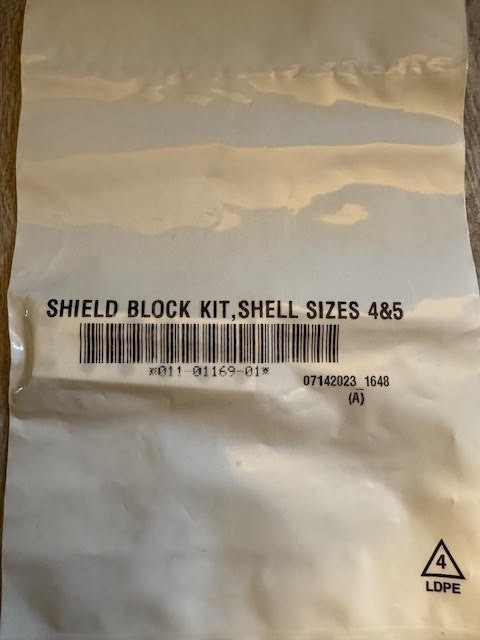 SHIELD BLOCK KIT,SHELL SIZES 4&5
*011-01169-01*
07142023_1648
(A)
4
LDPE